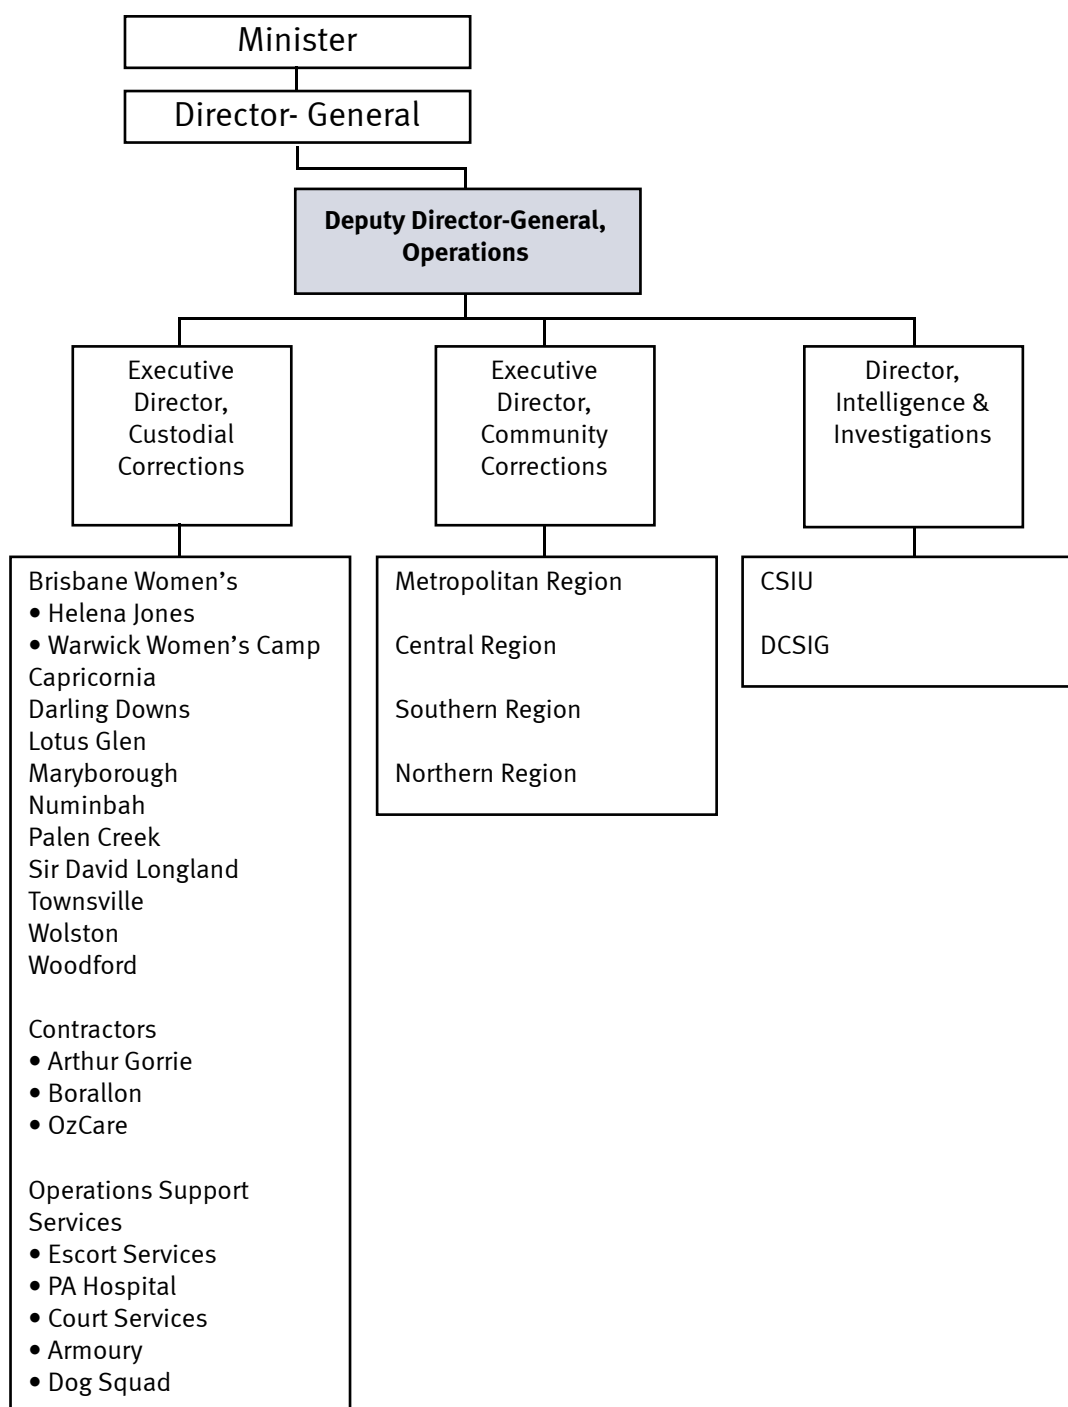 Minister
Director- General
Deputy Director-General,
Operations
Executive
Director,
Custodial
Corrections
Executive
Director,
Community
Corrections
Director,
Intelligence &
Investigations
Brisbane Women’s
• Helena Jones
• Warwick Women’s Camp
Capricornia
Darling Downs
Lotus Glen
Maryborough
Numinbah
Palen Creek
Sir David Longland
Townsville
Wolston
Woodford
Contractors
• Arthur Gorrie
• Borallon
• OzCare
Operations Support
Services
• Escort Services
• PA Hospital
• Court Services
• Armoury
• Dog Squad
Metropolitan Region
Central Region
Southern Region
Northern Region
CSIU
DCSIG